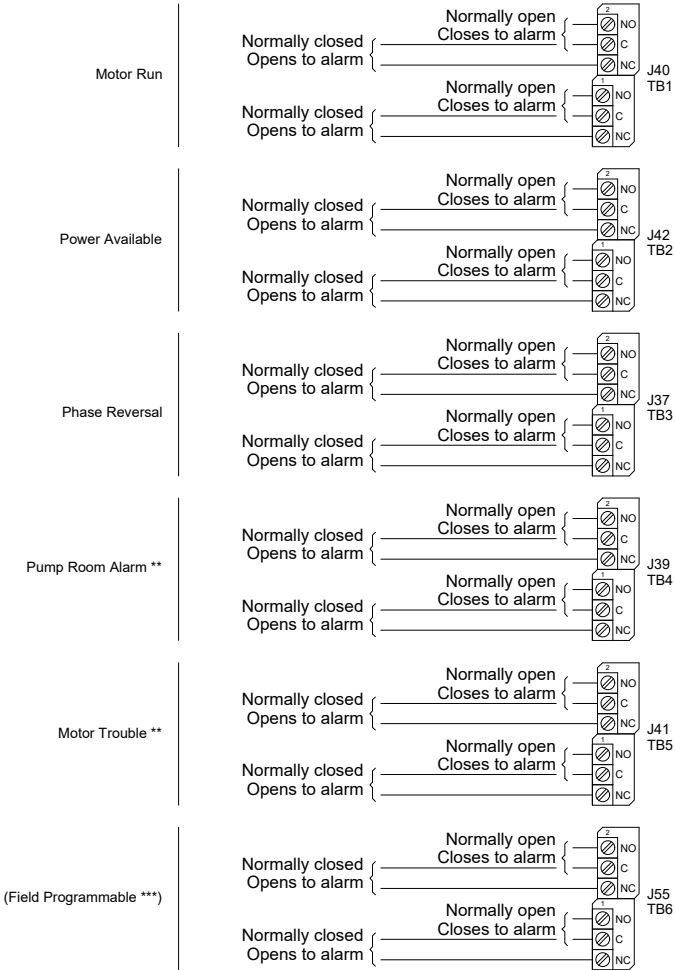 2
Normally open
NO
Closes to alarm
Normally closed
C
Opens to alarm
NC
J40
Motor Run
TB1
1
Normally open
NO
Closes to alarm
Normally closed
C
Opens to alarm
NC
2
Normally open
NO
Closes to alarm
Normally closed
C
Opens to alarm
NC
J42
Power Available
TB2
1
Normally open
NO
Closes to alarm
Normally closed
C
Opens to alarm
NC
2
Normally open
NO
Closes to alarm
Normally closed
C
Opens to alarm
NC
J37
Phase Reversal
TB3
1
Normally open
NO
Closes to alarm
Normally closed
C
Opens to alarm
NC
2
Normally open
NO
Closes to alarm
Normally closed
C
Opens to alarm
NC
J39
Pump Room Alarm **
TB4
1
Normally open
NO
Closes to alarm
Normally closed
C
Opens to alarm
NC
2
Normally open
NO
Closes to alarm
Normally closed
C
Opens to alarm
NC
J41
Motor Trouble **
TB5
1
Normally open
NO
Closes to alarm
Normally closed
C
Opens to alarm
NC
2
Normally open
NO
Closes to alarm
Normally closed
C
Opens to alarm
NC
J55
(Field Programmable ***)
TB6
1
Normally open
NO
Closes to alarm
Normally closed
C
Opens to alarm
NC